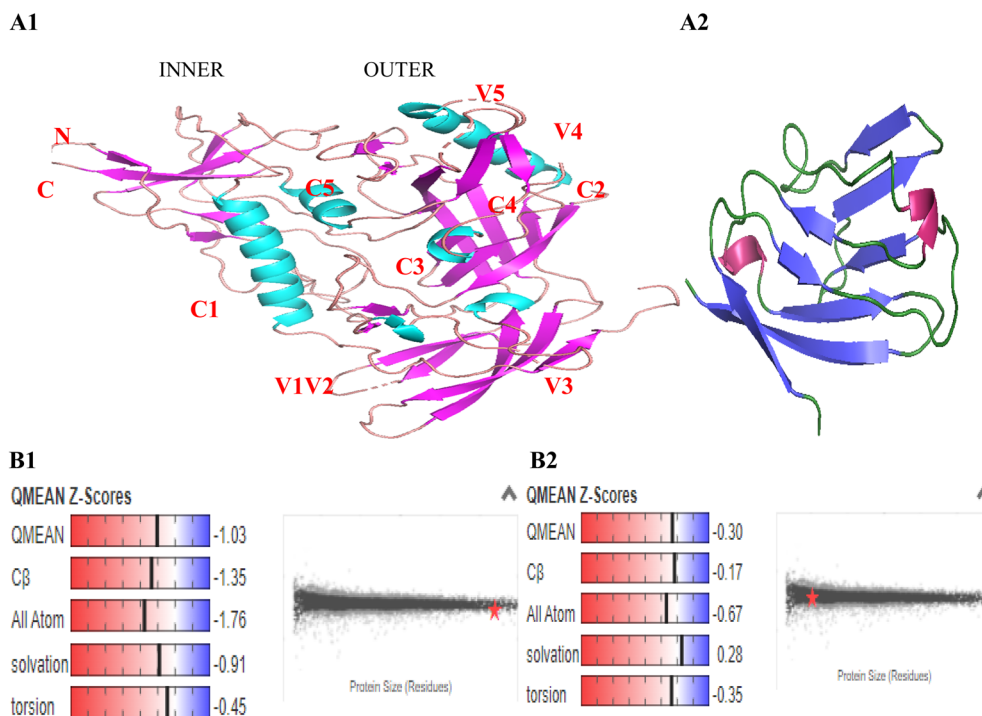 A1
A2
INNER
OUTER
V5
N
V4
C
C5
C2
C4
C3
C1
V1V2
V3
B1
B2
QMEAN Z-Scores
QMEAN
-1.03
Cβ
-1.35
All Atom
-1.76
solvation
-0.91
torsion
-0.45
Protein Size (Residues)
QMEAN Z-Scores
QMEAN
-0.30
Cβ
-0.17
All Atom
-0.67
solvation
0.28
torsion
-0.35
Protein Size (Residues)